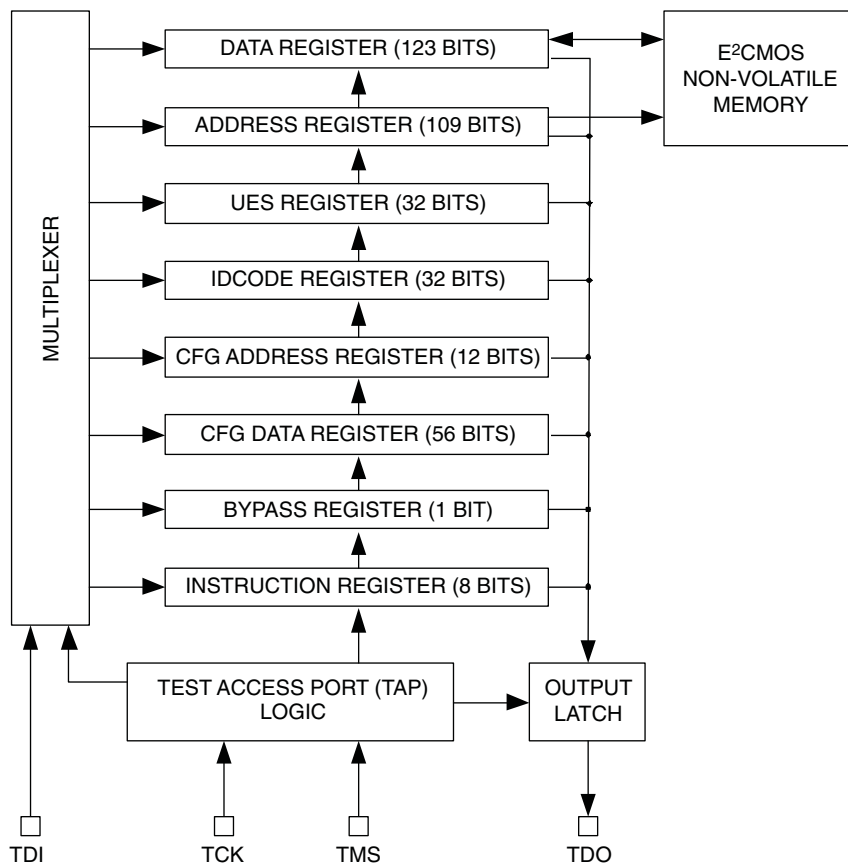 DATA REGISTER (123 BITS)
E²CMOS
NON-VOLATILE
MEMORY
ADDRESS REGISTER (109 BITS)
UES REGISTER (32 BITS)
IDCODE REGISTER (32 BITS)
MULTIPLEXER
CFG ADDRESS REGISTER (12 BITS)
CFG DATA REGISTER (56 BITS)
BYPASS REGISTER (1 BIT)
INSTRUCTION REGISTER (8 BITS)
TEST ACCESS PORT (TAP)
LOGIC
OUTPUT
LATCH
TDI
TCK
TMS
TDO